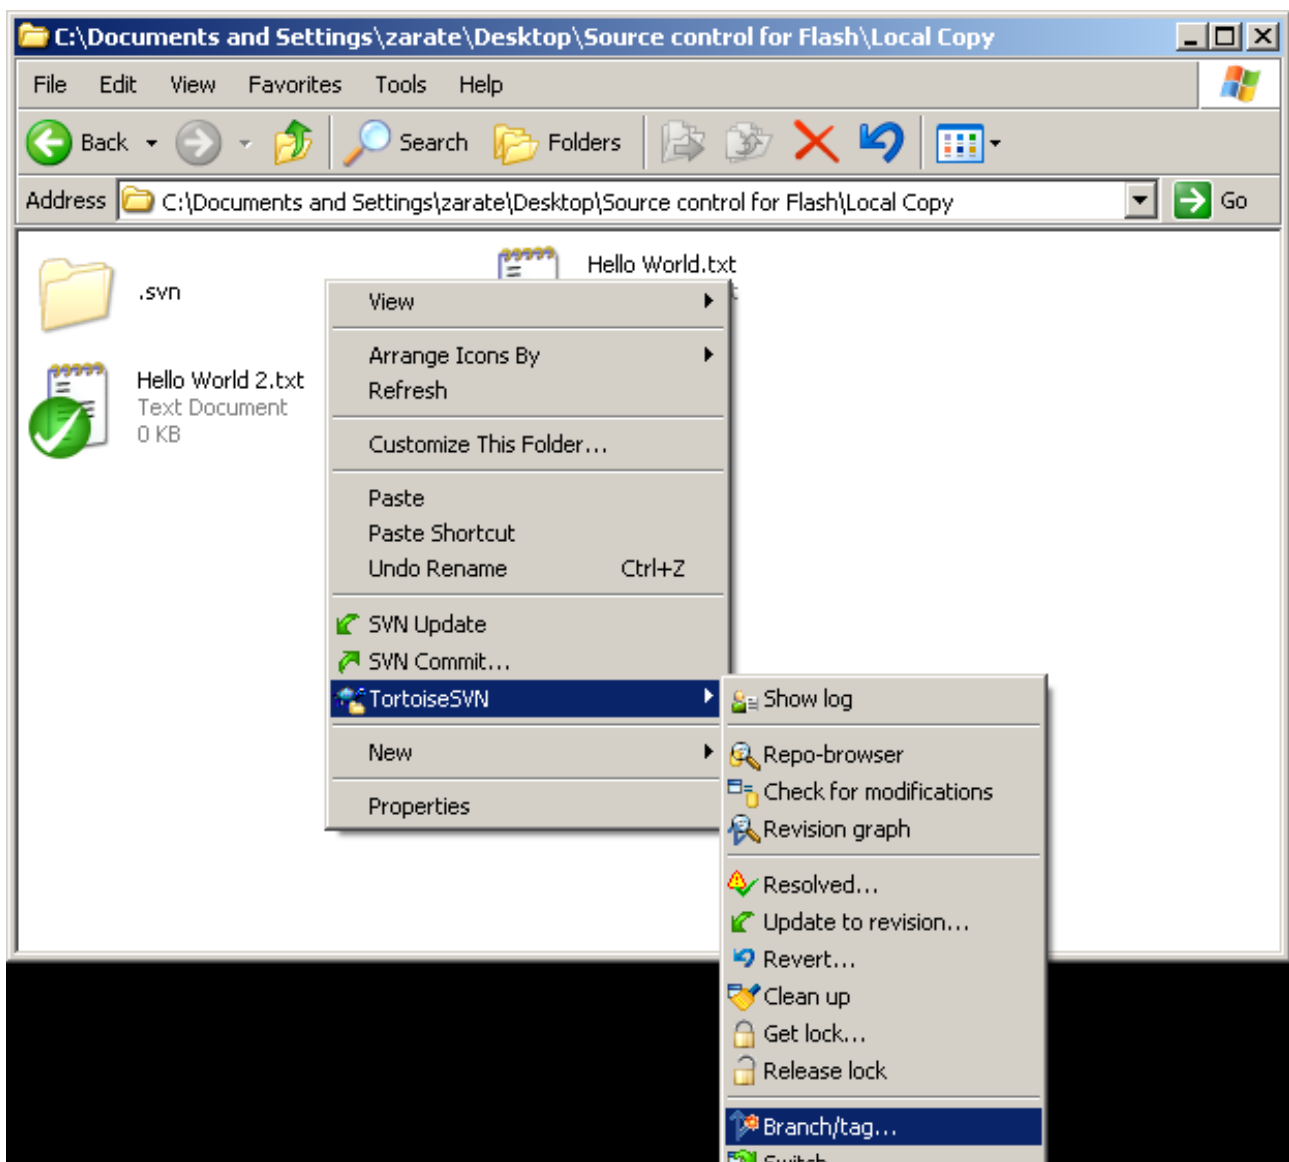 C:\Documents and Settings\zarate\Desktop\Source control for Flash\Local Copy
File Edit View Favorites Tools Help
Back Search Folders
Address C:\Documents and Settings\zarate\Desktop\Source control for Flash\Local Copy Go
.svn
Hello World.txt
Hello World 2.txt
Text Document
0 KB
View
Arrange Icons By
Refresh
Customize This Folder...
Paste
Paste Shortcut
Undo Rename Ctrl+Z
SVN Update
SVN Commit...
TortoiseSVN
New
Properties
Show log
Repo-browser
Check for modifications
Revision graph
Resolved...
Update to revision...
Revert...
Clean up
Get lock...
Release lock
Branch/tag...